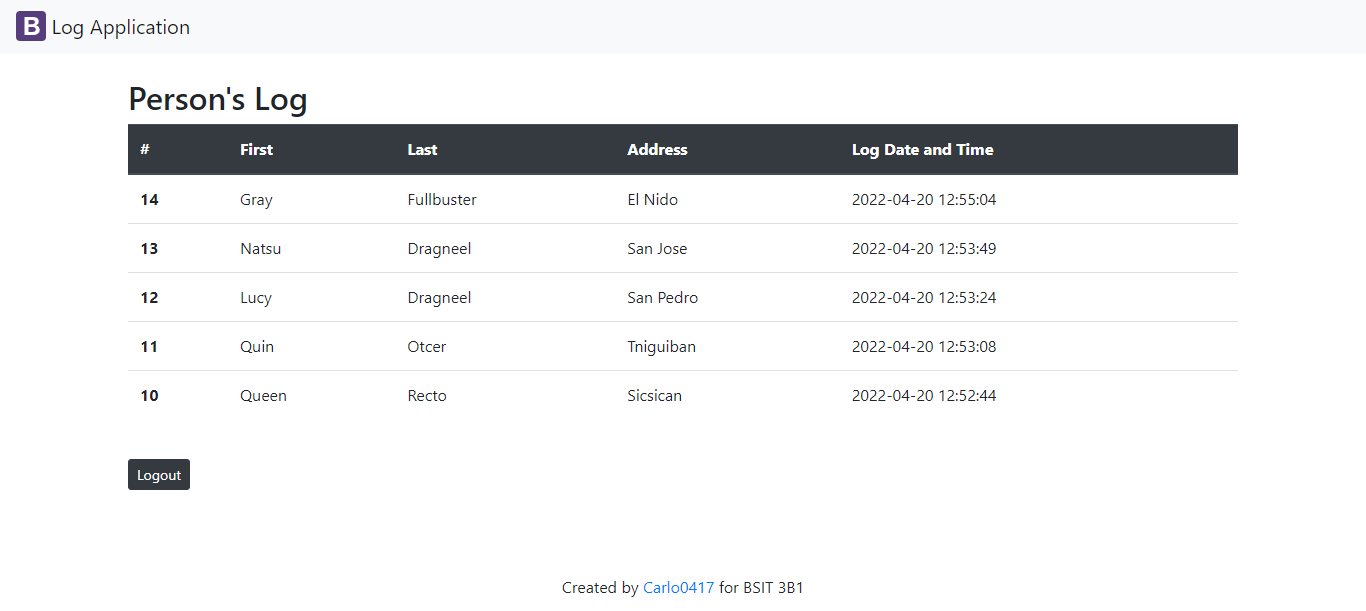 B Log Application
Person's Log
# First Last Address Log Date and Time
14 Gray Fullbuster El Nido 2022-04-20 12:55:04
13 Natsu Dragneel San Jose 2022-04-20 12:53:49
12 Lucy Dragneel San Pedro 2022-04-20 12:53:24
11 Quin Otcer Tniguiban 2022-04-20 12:53:08
10 Queen Recto Sicsican 2022-04-20 12:52:44
Logout
Created by Carlo0417 for BSIT 3B1